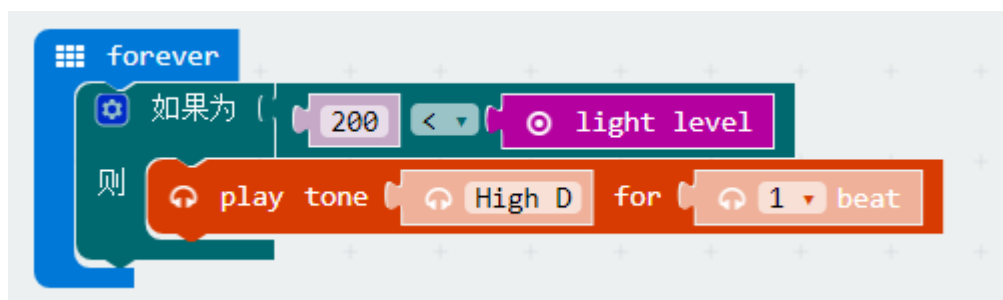 forever
如果为 200 < light level
则 play tone High D for 1 beat